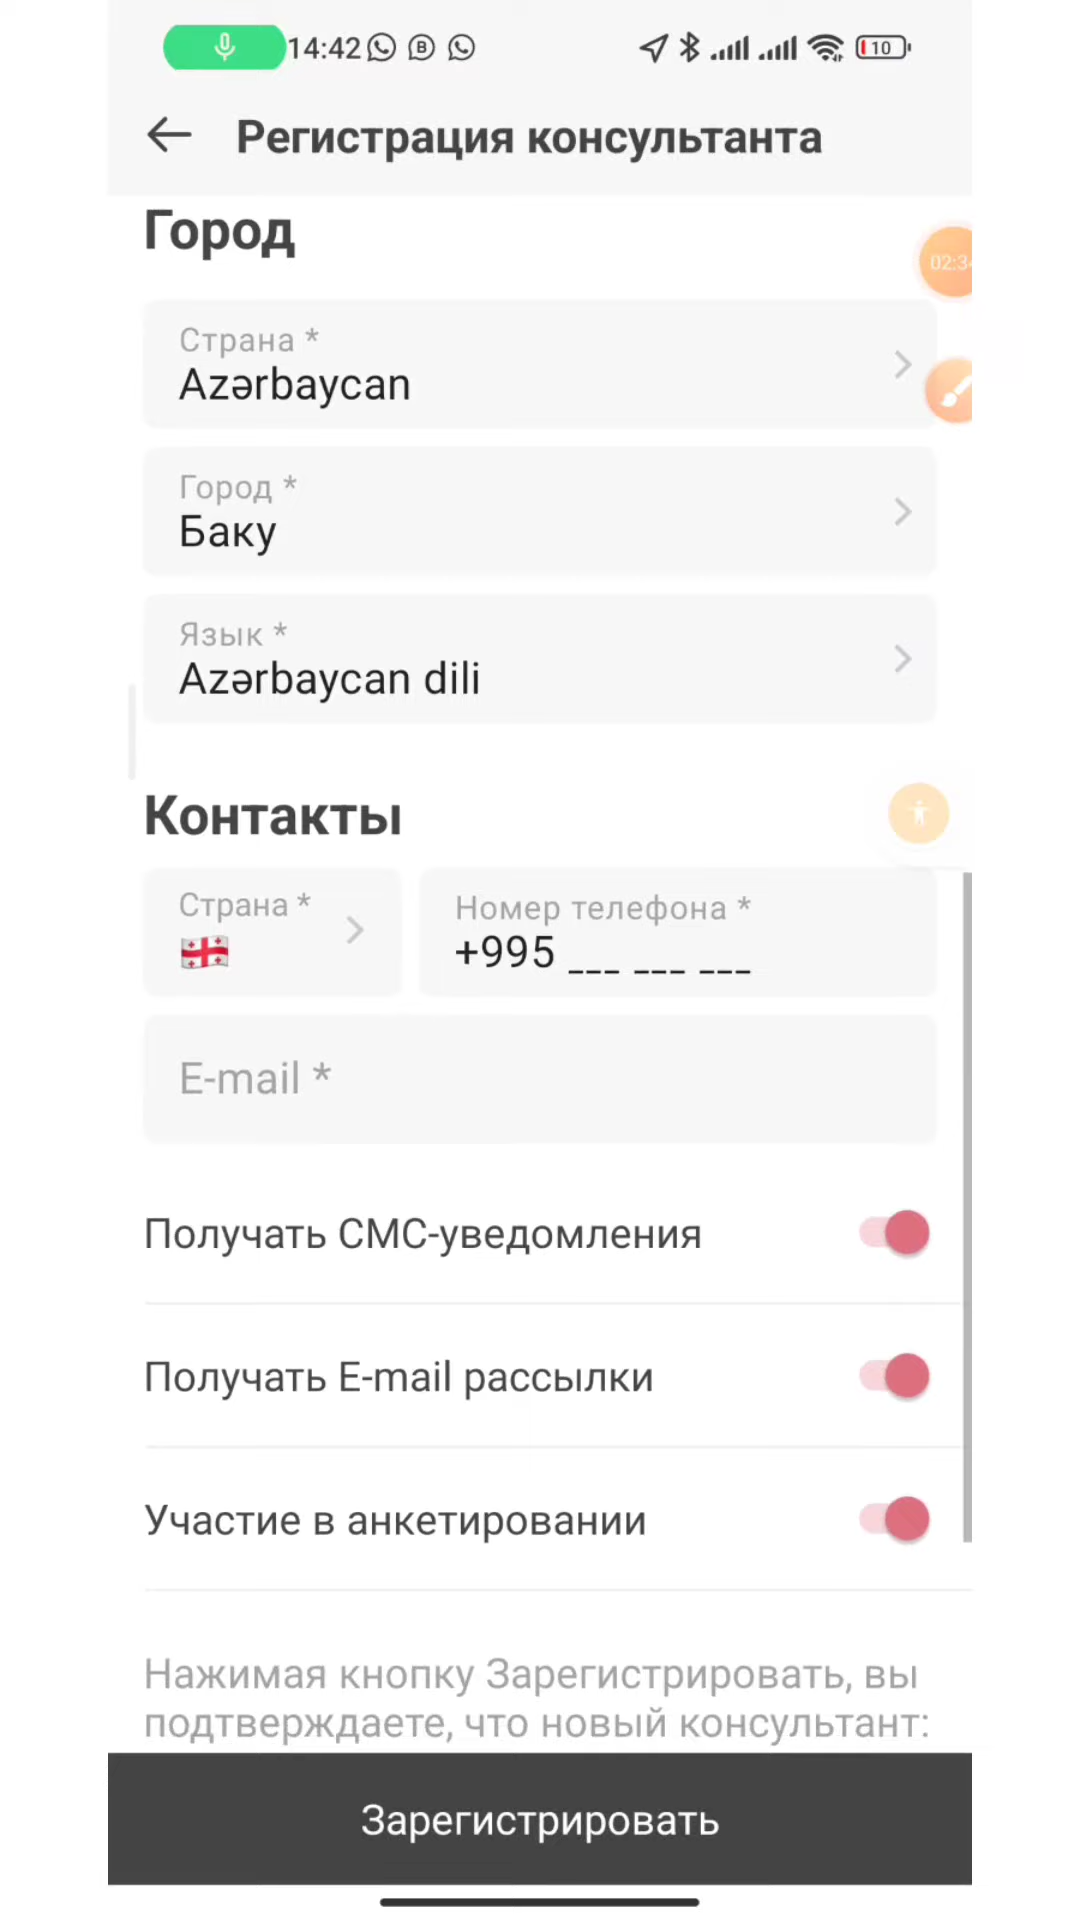 14:42
10
Регистрация консультанта
Город
Страна *
Azərbaycan
Город *
Баку
Язык *
Azərbaycan dili
Контакты
Страна *
Номер телефона *
+995 ___ ___ ___
E-mail *
Получать СМС-уведомления
Получать E-mail рассылки
Участие в анкетировании
Нажимая кнопку Зарегистрировать, вы
подтверждаете, что новый консультант:
Зарегистрировать